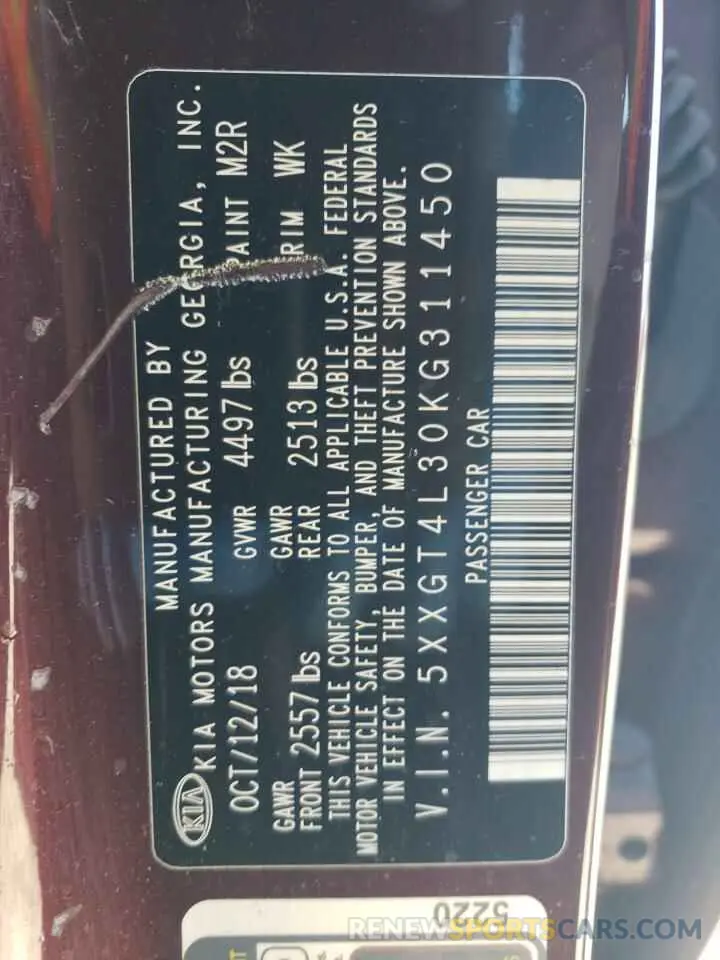 MANUFACTURED BY
KIA KIA MOTORS MANUFACTURING GEORGIA, INC.
OCT/12/18 GVWR 4497 lbs PAINT M2R
GAWR FRONT 2557 lbs GAWR REAR 2513 lbs TRIM WK
THIS VEHICLE CONFORMS TO ALL APPLICABLE U.S.A. FEDERAL
MOTOR VEHICLE SAFETY, BUMPER, AND THEFT PREVENTION STANDARDS
IN EFFECT ON THE DATE OF MANUFACTURE SHOWN ABOVE.
V.I.N. 5XXGT4L30KG311450
PASSENGER CAR
5220
RENEWSPORTSCARS.COM